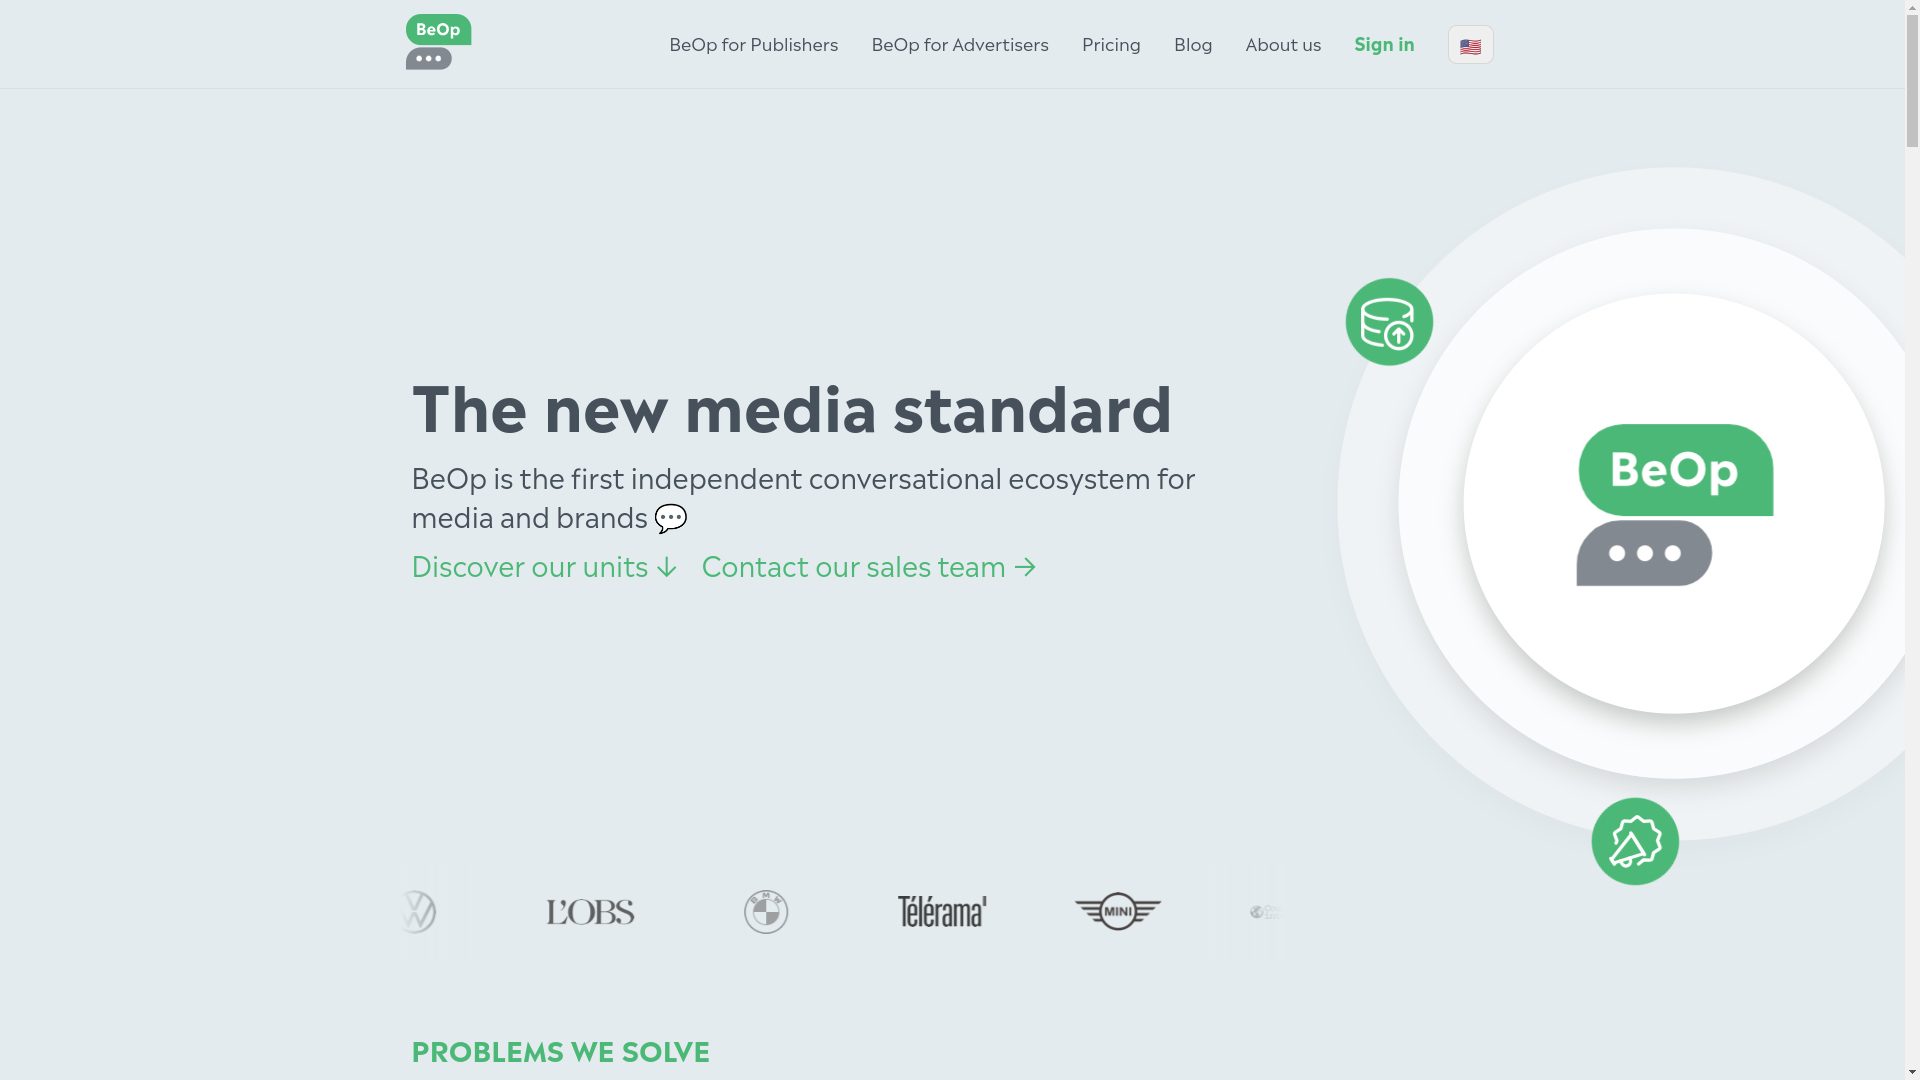 BeOp
BeOp for Publishers
BeOp for Advertisers
Pricing
Blog
About us
Sign in
The new media standard
BeOp is the first independent conversational ecosystem for
media and brands 💬
Discover our units ↓
Contact our sales team →
BeOp
L'OBS
BMW
Télérama'
MINI
PROBLEMS WE SOLVE